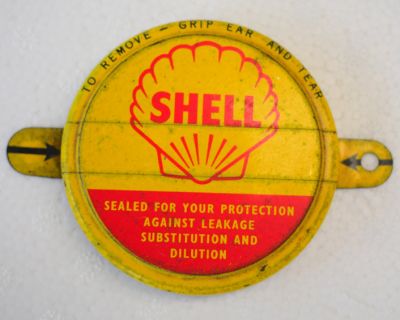 TO REMOVE - GRIP EAR AND TEAR
SHELL
SEALED FOR YOUR PROTECTION
AGAINST LEAKAGE
SUBSTITUTION AND
DILUTION